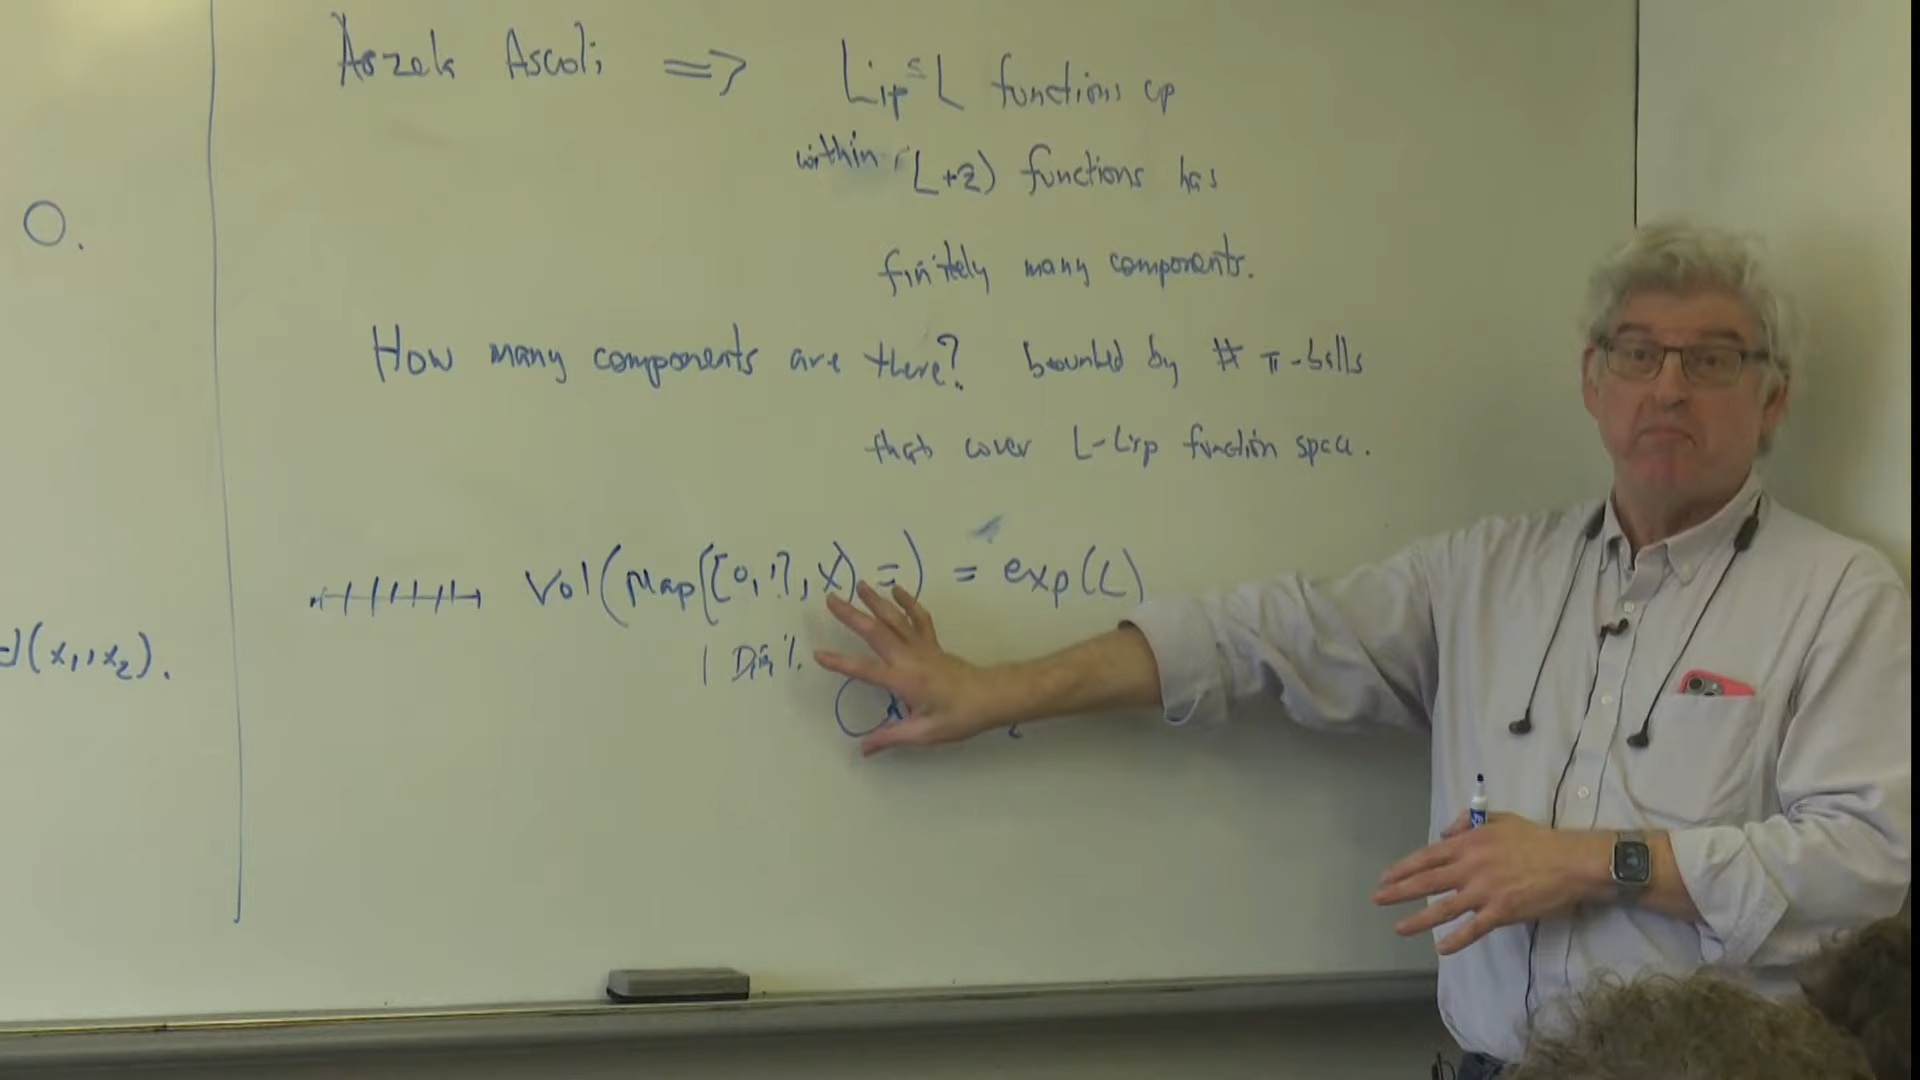 O.
d(x₁,x₂).
Arzela Ascoli ⟹ Lip ≤ L functions up
within (L+2) functions has
finitely many components.
How many components are there? bounded by # π-balls
that cover L-Lip function space.
Vol(Map([0,1],X) =) = exp(L)
1 Dim'l.